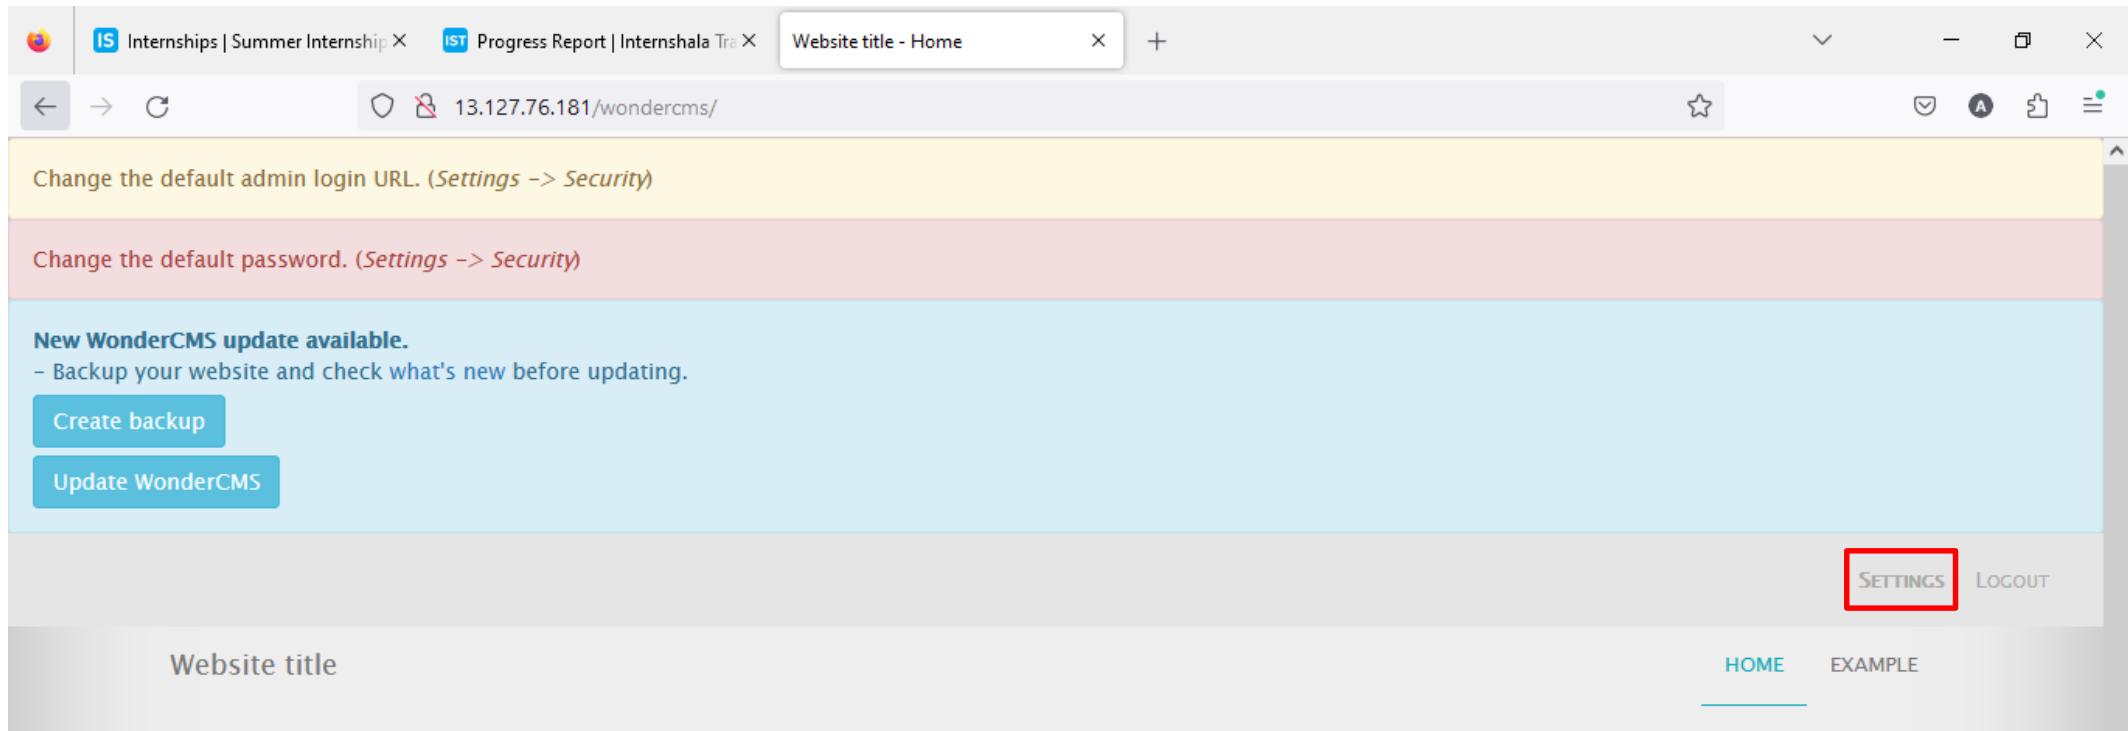 IS Internships | Summer Internship
IST Progress Report | Internshala Tra
Website title - Home
13.127.76.181/wondercms/
A
Change the default admin login URL. (Settings -> Security)
Change the default password. (Settings -> Security)
New WonderCMS update available.
- Backup your website and check what's new before updating.
Create backup
Update WonderCMS
SETTINGS LOGOUT
Website title HOME EXAMPLE